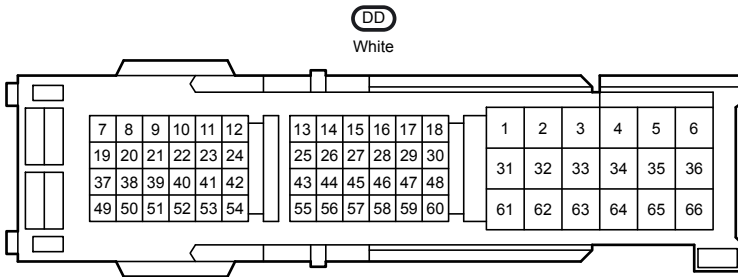 DD
White
7 8 9 10 11 12 13 14 15 16 17 18 1 2 3 4 5 6
19 20 21 22 23 24 25 26 27 28 29 30 31 32 33 34 35 36
37 38 39 40 41 42 43 44 45 46 47 48
49 50 51 52 53 54 55 56 57 58 59 60 61 62 63 64 65 66